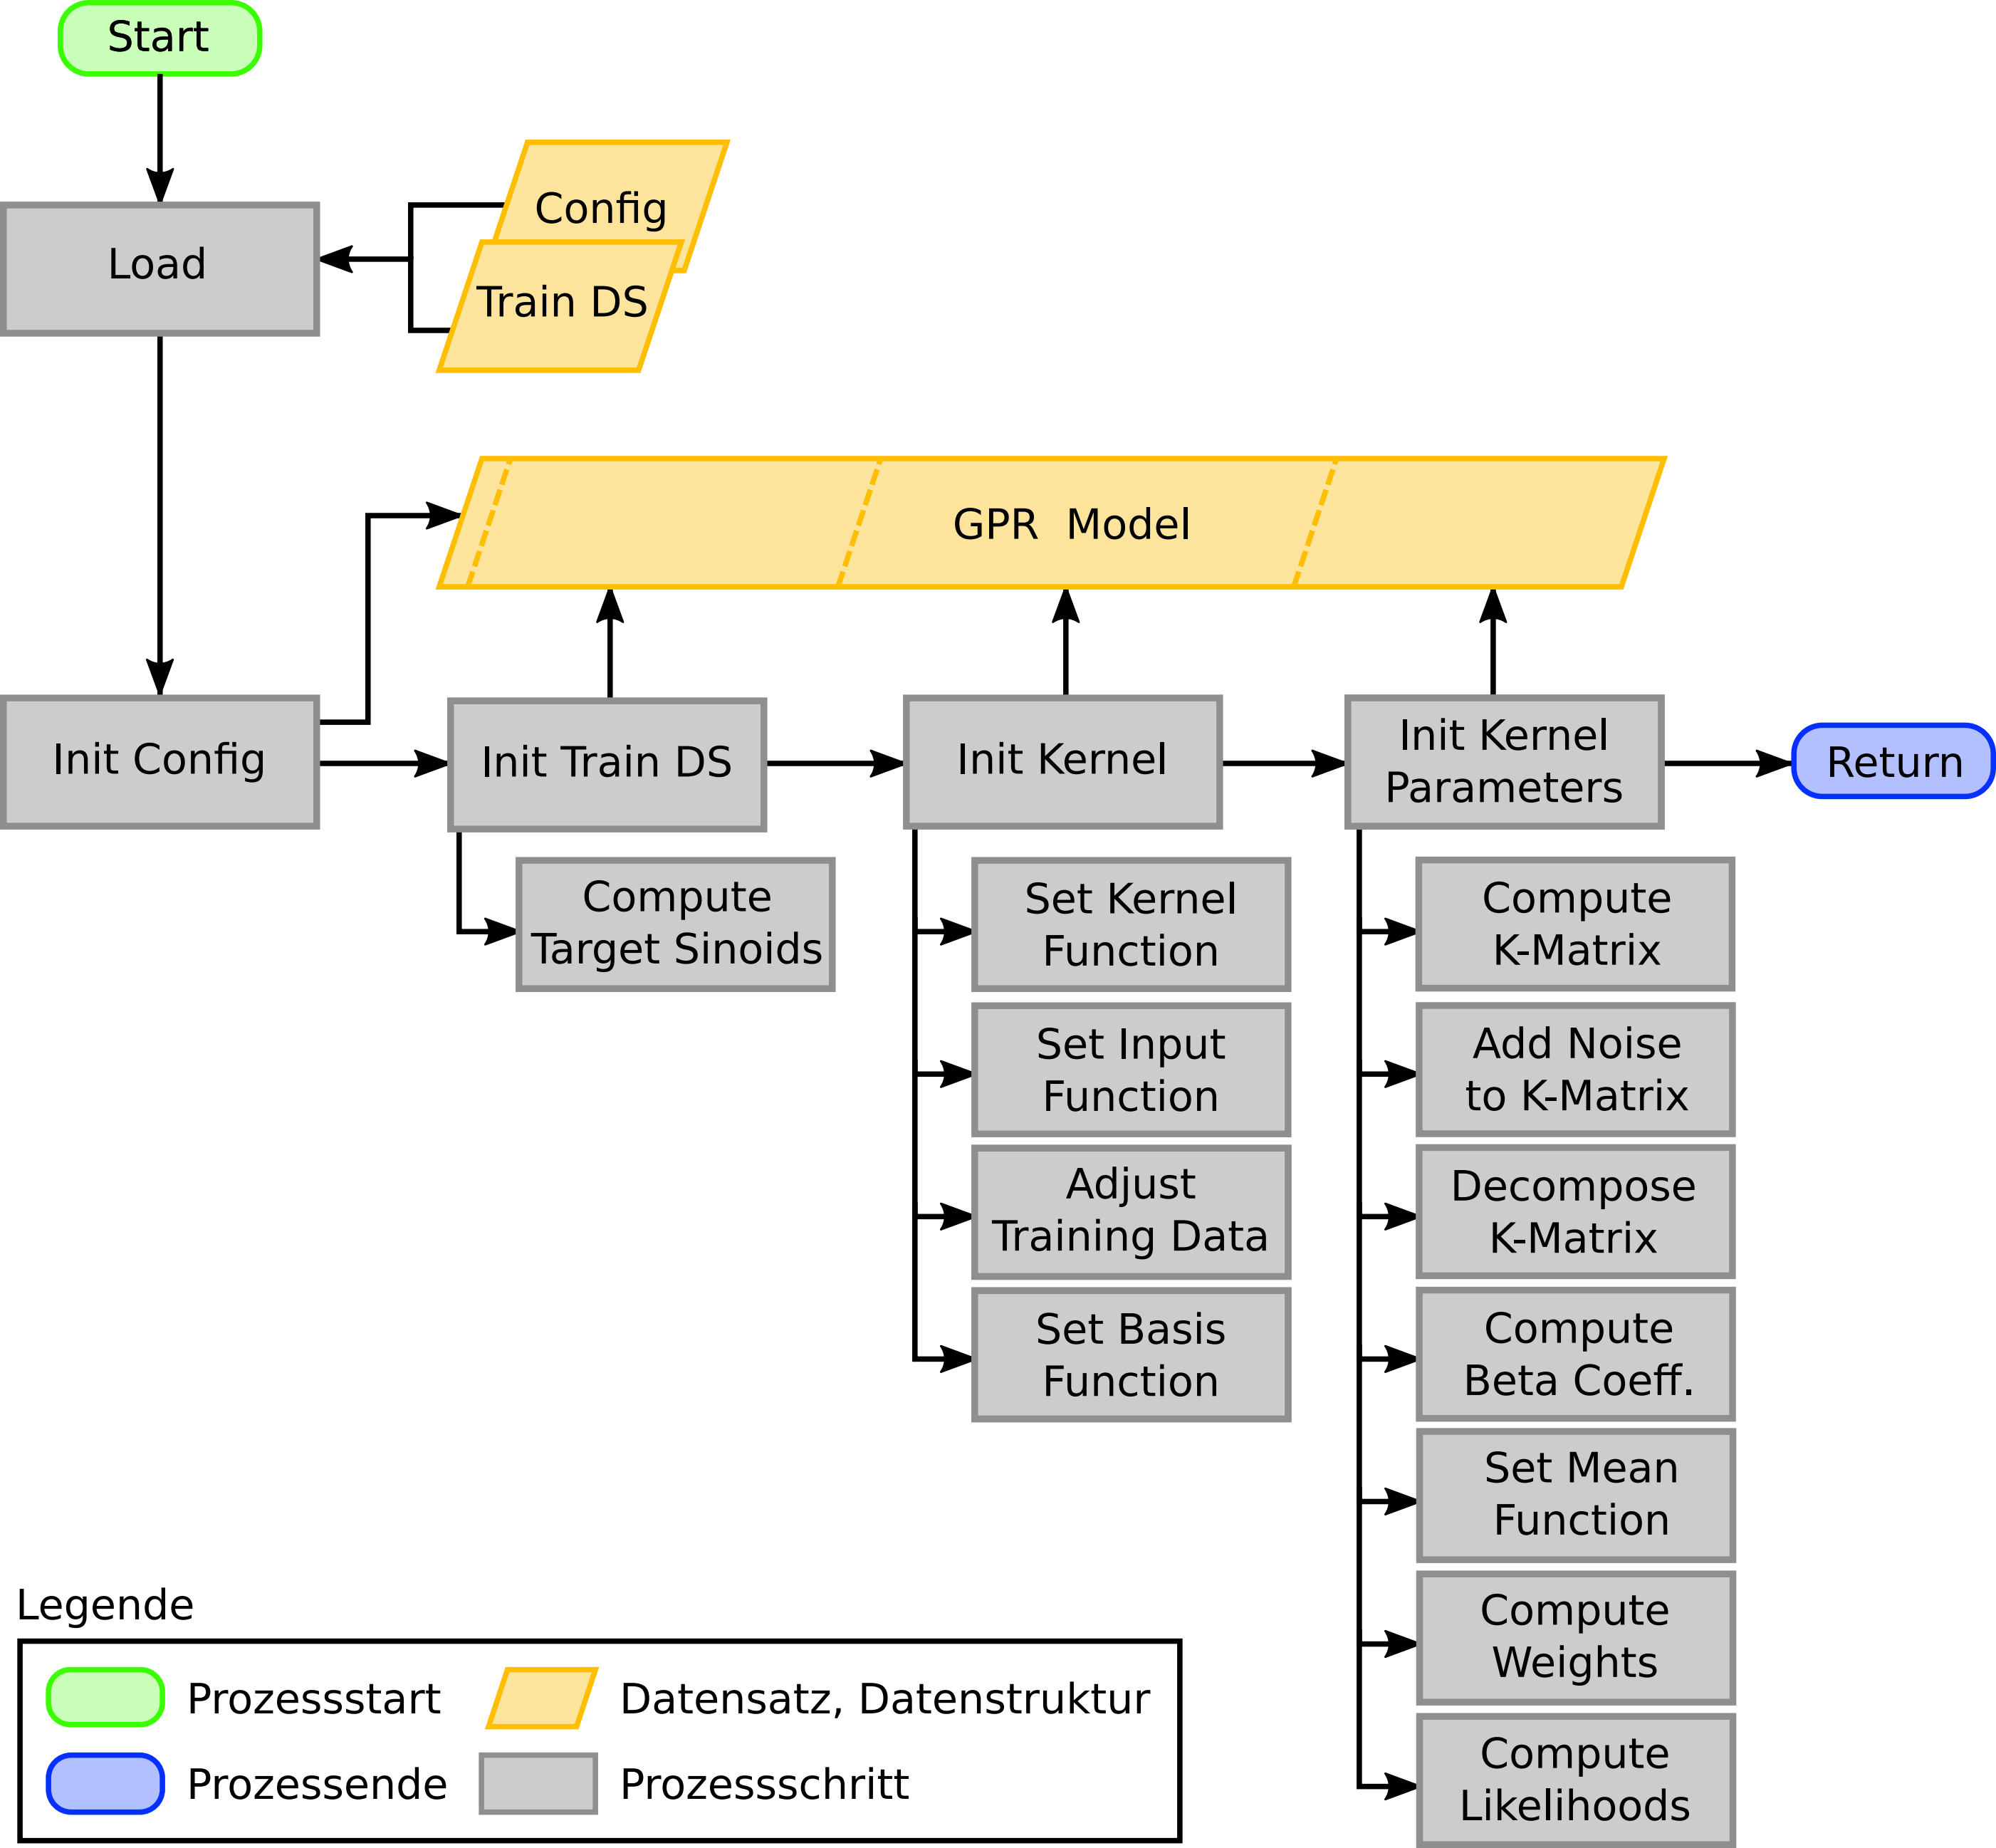 Start
Config
Load
Train DS
GPR Model
Init Config
Init Train DS
Init Kernel
Init Kernel
Parameters
Return
Compute
Target Sinoids
Set Kernel
Function
Set Input
Function
Adjust
Training Data
Set Basis
Function
Compute
K-Matrix
Add Noise
to K-Matrix
Decompose
K-Matrix
Compute
Beta Coeff.
Set Mean
Function
Compute
Weights
Compute
Likelihoods
Legende
Prozessstart
Datensatz, Datenstruktur
Prozessende
Prozessschritt